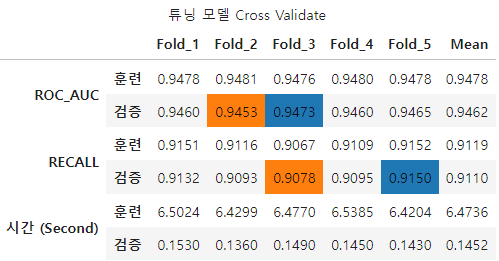 튜닝 모델 Cross Validate
Fold_1 Fold_2 Fold_3 Fold_4 Fold_5 Mean
ROC_AUC 훈련 0.9478 0.9481 0.9476 0.9480 0.9478 0.9478
검증 0.9460 0.9453 0.9473 0.9460 0.9465 0.9462
RECALL 훈련 0.9151 0.9116 0.9067 0.9109 0.9152 0.9119
검증 0.9132 0.9093 0.9078 0.9095 0.9150 0.9110
시간 (Second) 훈련 6.5024 6.4299 6.4770 6.5385 6.4204 6.4736
검증 0.1530 0.1360 0.1490 0.1450 0.1430 0.1452